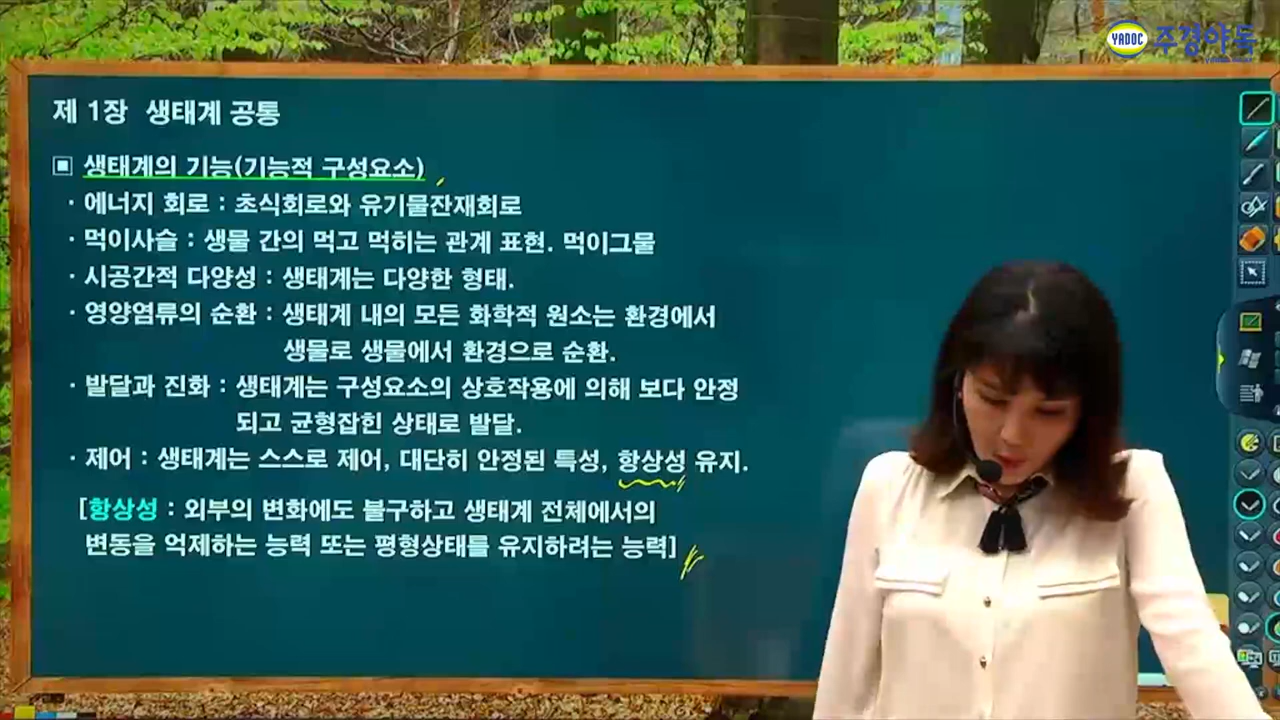 YADOC 주경야독
제 1장 생태계 공통
▣ 생태계의 기능(기능적 구성요소)
· 에너지 회로 : 초식회로와 유기물잔재회로
· 먹이사슬 : 생물 간의 먹고 먹히는 관계 표현. 먹이그물
· 시공간적 다양성 : 생태계는 다양한 형태.
· 영양염류의 순환 : 생태계 내의 모든 화학적 원소는 환경에서
생물로 생물에서 환경으로 순환.
· 발달과 진화 : 생태계는 구성요소의 상호작용에 의해 보다 안정
되고 균형잡힌 상태로 발달.
· 제어 : 생태계는 스스로 제어, 대단히 안정된 특성, 항상성 유지.
[항상성 : 외부의 변화에도 불구하고 생태계 전체에서의
변동을 억제하는 능력 또는 평형상태를 유지하려는 능력]